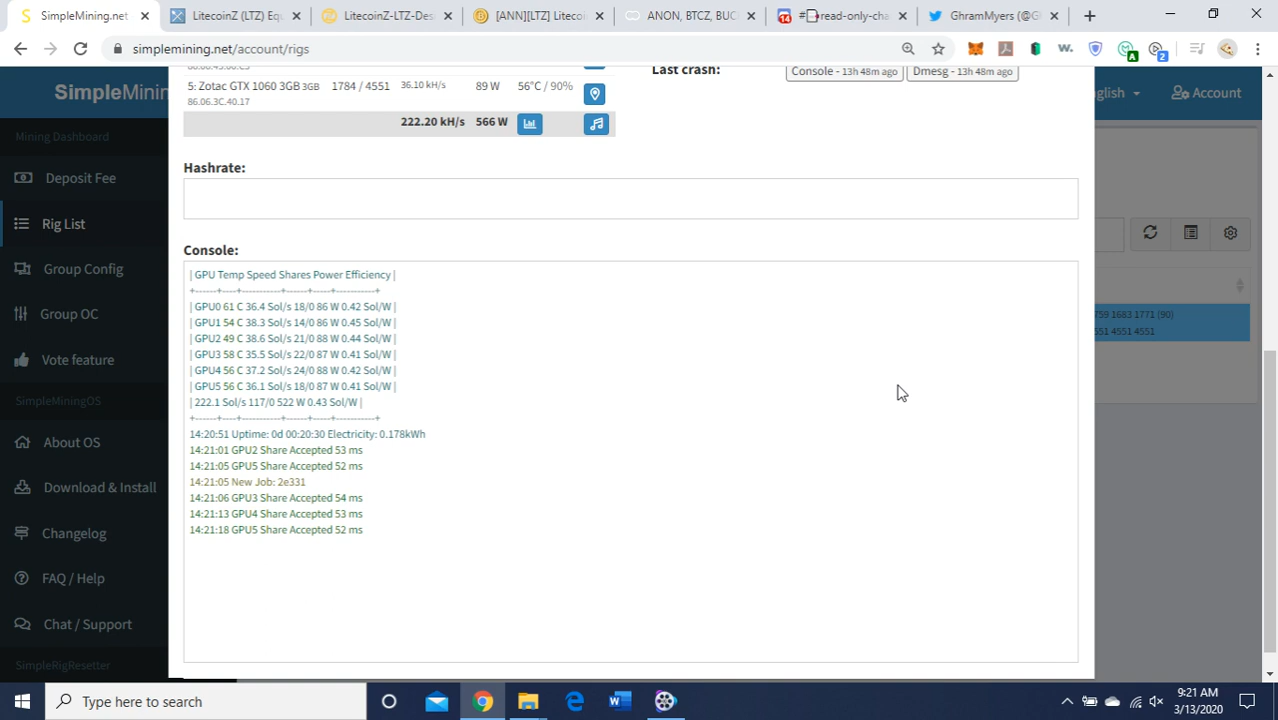 SimpleMining.net
LitecoinZ (LTZ) Equ
LitecoinZ-LTZ-Des
[ANN][LTZ] Litecoi
ANON, BTCZ, BUC
14
read-only-cha
GhramMyers (@G
simplemining.net/account/rigs
A
2
SimpleMinin
nglish
Account
Mining Dashboard
Deposit Fee
Rig List
Group Config
Group OC
Vote feature
SimpleMiningOS
About OS
Download & Install
Changelog
FAQ / Help
Chat / Support
SimpleRigResetter
Last crash:
Console - 13h 48m ago
Dmesg - 13h 48m ago
5: Zotac GTX 1060 3GB 3GB 1784 / 4551 36.10 kH/s 89 W 56°C / 90%
86.06.3C.40.17
222.20 kH/s 566 W
Hashrate:
Console:
| GPU Temp Speed Shares Power Efficiency |
+------+----+-----------+------+-----+-----------+
| GPU0 61 C 36.4 Sol/s 18/0 86 W 0.42 Sol/W |
| GPU1 54 C 38.3 Sol/s 14/0 86 W 0.45 Sol/W |
| GPU2 49 C 38.6 Sol/s 21/0 88 W 0.44 Sol/W |
| GPU3 58 C 35.5 Sol/s 22/0 87 W 0.41 Sol/W |
| GPU4 56 C 37.2 Sol/s 24/0 88 W 0.42 Sol/W |
| GPU5 56 C 36.1 Sol/s 18/0 87 W 0.41 Sol/W |
| 222.1 Sol/s 117/0 522 W 0.43 Sol/W |
+------+----+-----------+------+-----+-----------+
14:20:51 Uptime: 0d 00:20:30 Electricity: 0.178kWh
14:21:01 GPU2 Share Accepted 53 ms
14:21:05 GPU5 Share Accepted 52 ms
14:21:05 New Job: 2e331
14:21:06 GPU3 Share Accepted 54 ms
14:21:13 GPU4 Share Accepted 53 ms
14:21:18 GPU5 Share Accepted 52 ms
759 1683 1771 (90)
551 4551 4551
Type here to search
9:21 AM
3/13/2020